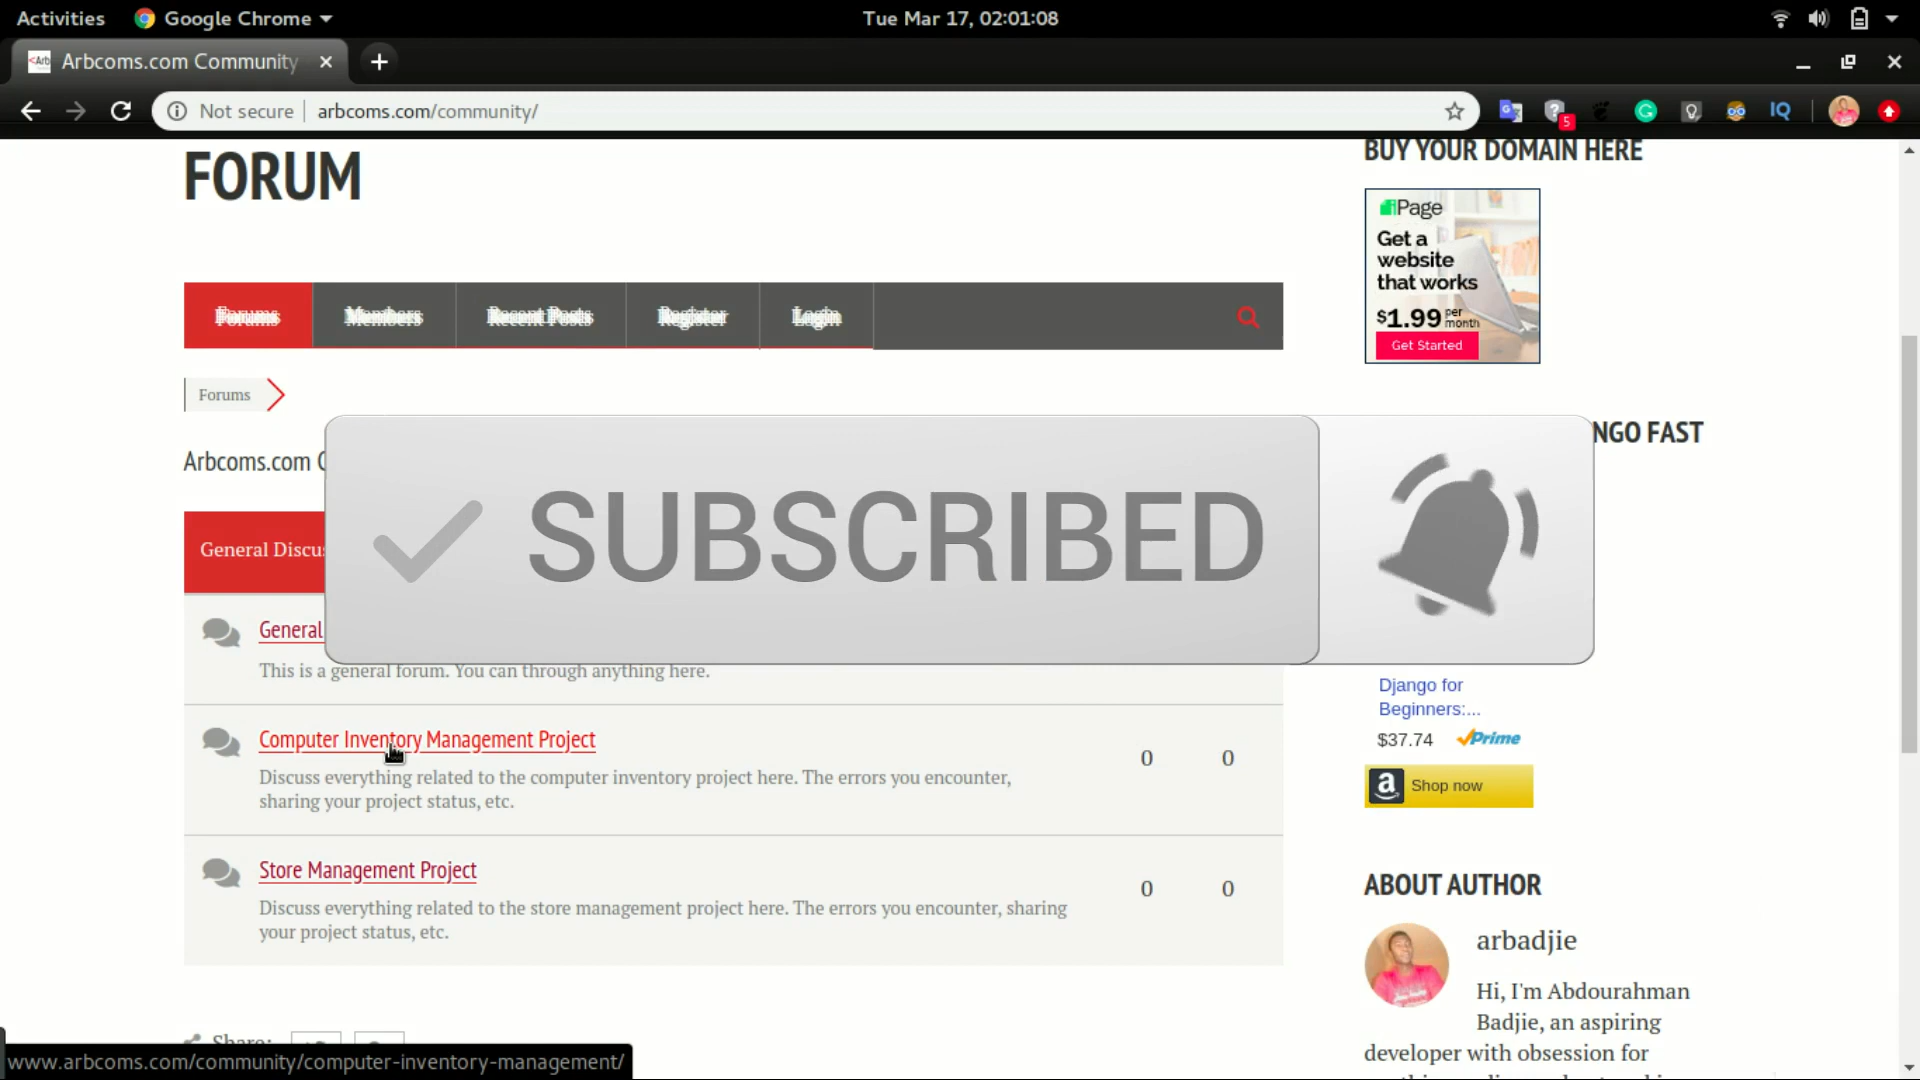 Activities
Google Chrome
Tue Mar 17, 02:01:08
Arbcoms.com Community
Not secure
arbcoms.com/community/
5
IQ
FORUM
Forums
Members
Recent Posts
Register
Login
Forums
Arbcoms.com
General
SUBSCRIBED
General
This is a general forum. You can through anything here.
Computer Inventory Management Project
Discuss everything related to the computer inventory project here. The errors you encounter,
sharing your project status, etc.
0
0
Store Management Project
Discuss everything related to the store management project here. The errors you encounter, sharing
your project status, etc.
0
0
Share:
www.arbcoms.com/community/computer-inventory-management/
BUY YOUR DOMAIN HERE
iPage
Get a
website
that works
$1.99 per month
Get Started
FAST
Django for
Beginners:...
$37.74
Prime
Shop now
ABOUT AUTHOR
arbadjie
Hi, I'm Abdourahman
Badjie, an aspiring
developer with obsession for